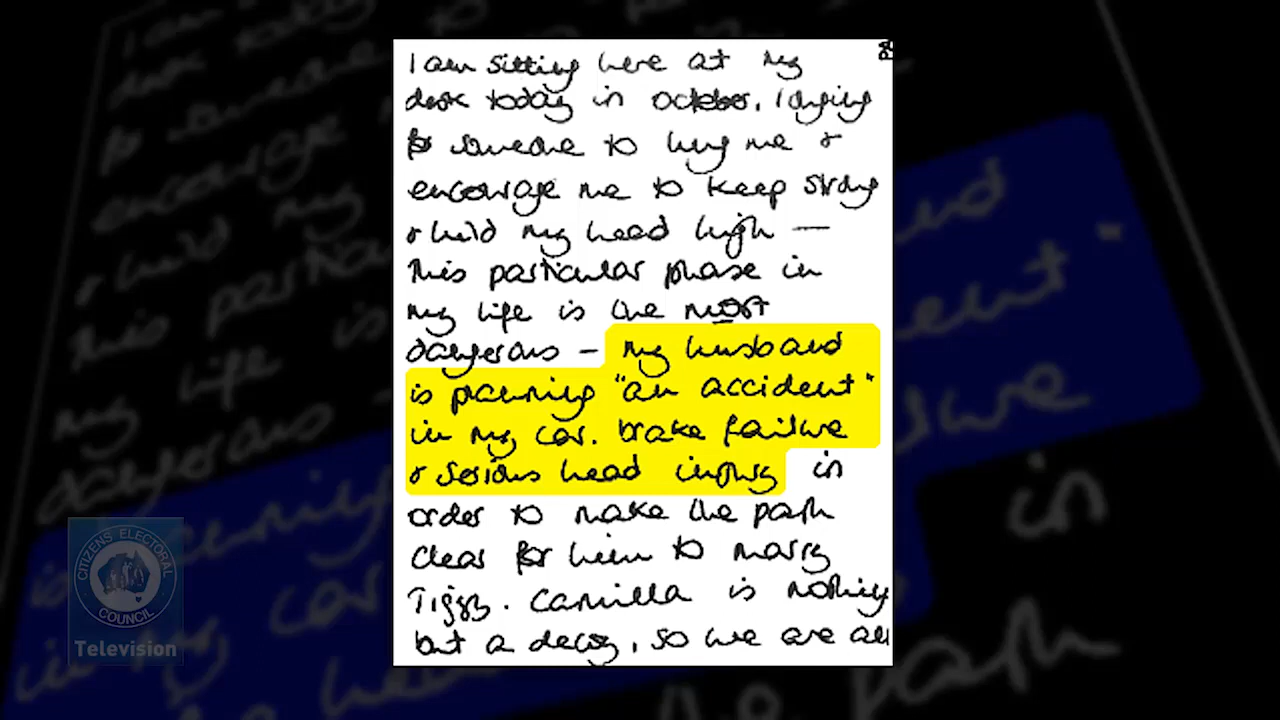 I am sitting here at my
desk today in october, longing
for someone to hug me &
encourage me to keep strong
& hold my head high —
This particular phase in
my life is the most
dangerous – my husband
is planning "an accident"
in my car. brake failure
& serious head injury in
order to make the path
clear for him to marry
Tiggy. Camilla is nothing
but a decoy, so we are all
CITIZENS ELECTORAL
COUNCIL
Television